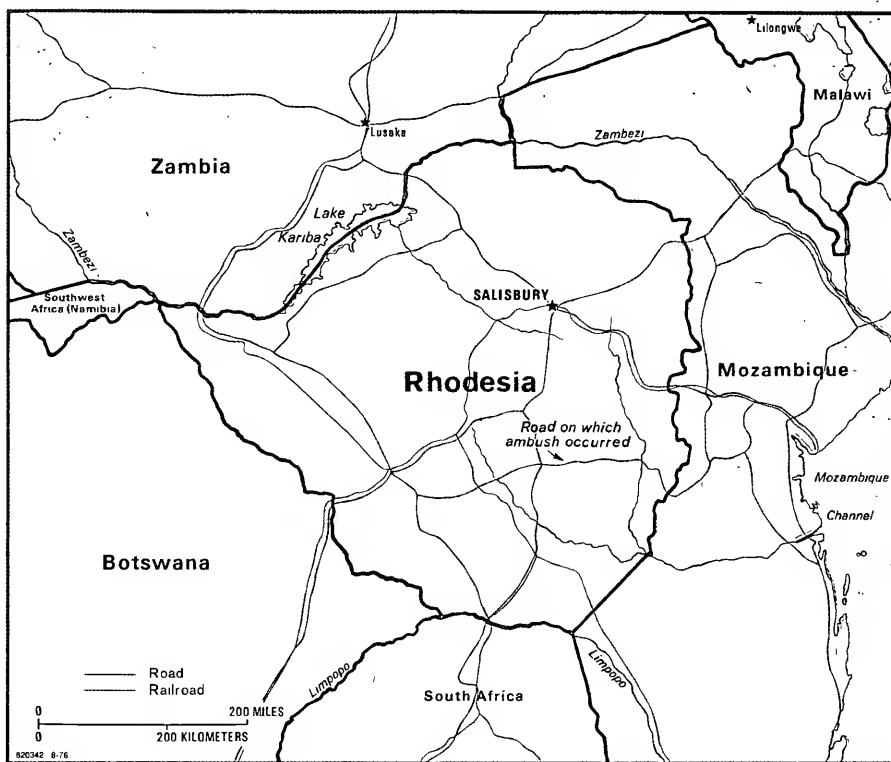 Lilongwe
Malawi
Lusaka
Zambezi
Zambia
Lake
Kariba
Zambezi
Southwest
Africa (Namibia)
SALISBURY
Rhodesia
Mozambique
Road on which
ambush occurred
Mozambique
Channel
Botswana
Road
Railroad
Limpopo
Limpopo
South Africa
0 200 MILES
0 200 KILOMETERS
620342 8-76